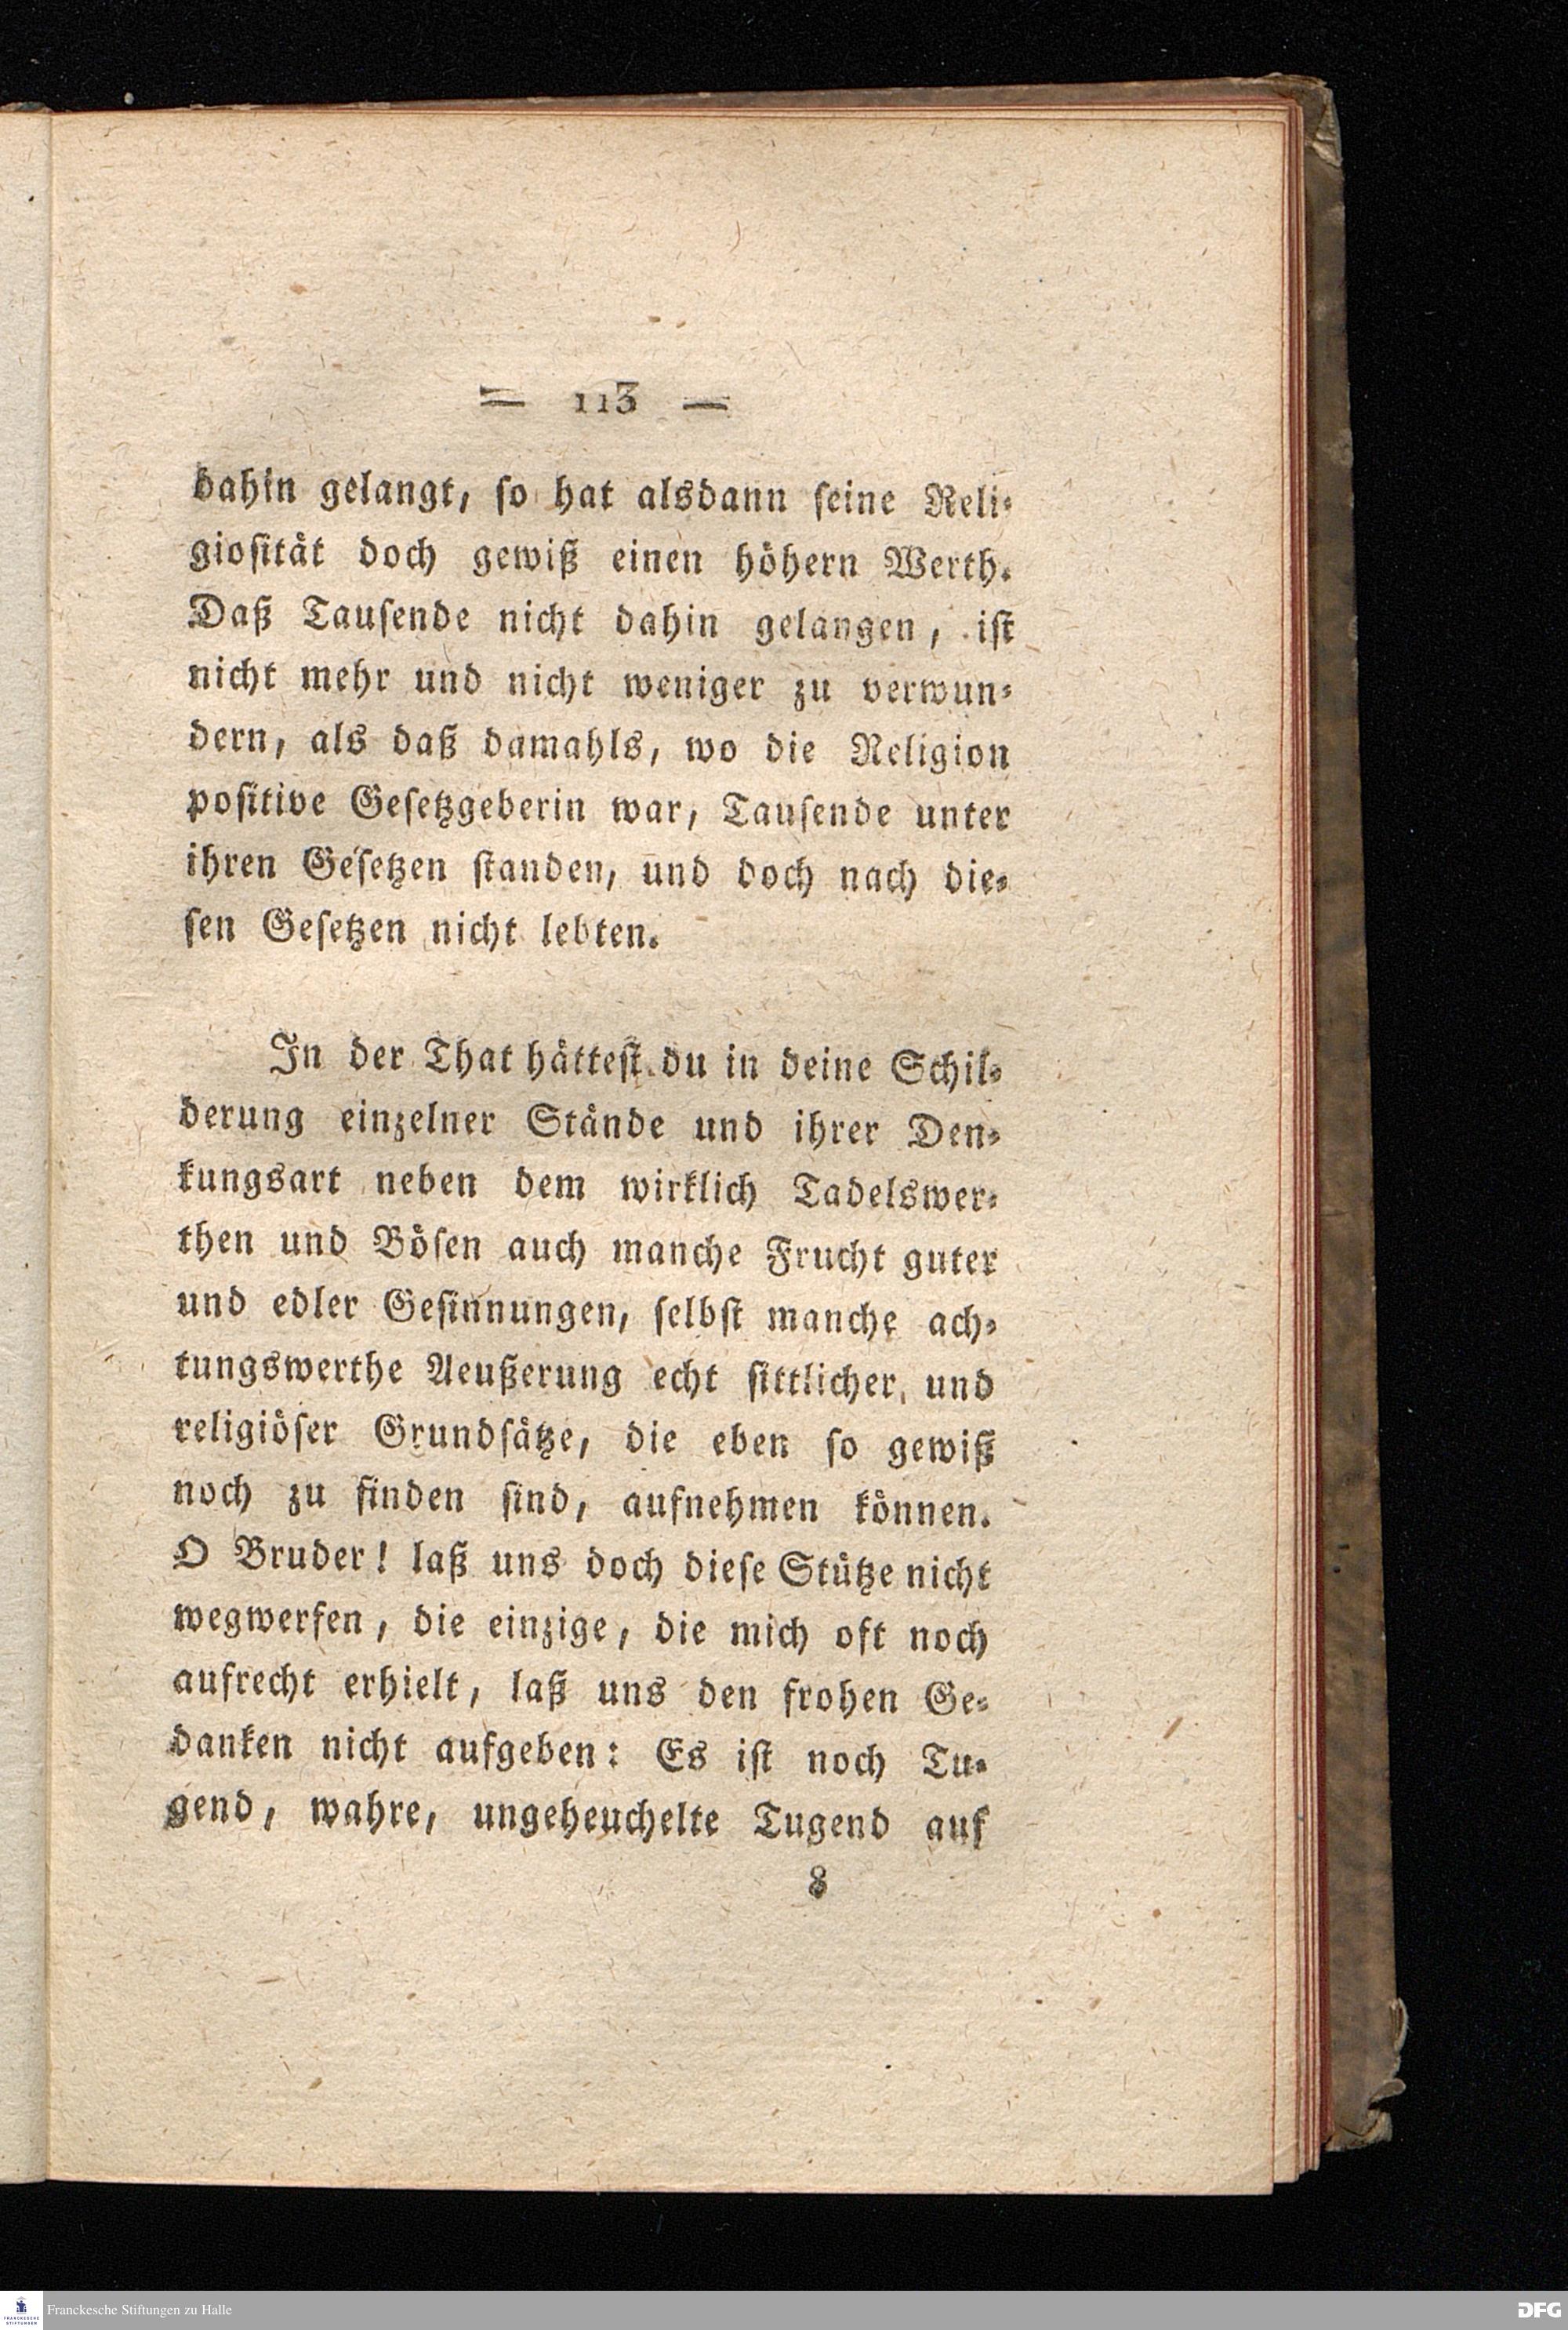 = 113 —
dahin gelangt, ſo hat alsdann ſeine Reli⸗
gioſität doch gewiß einen höhern Werth.
Daß Tauſende nicht dahin gelangen, iſt
nicht mehr und nicht weniger zu verwun⸗
dern, als daß damahls, wo die Religion
poſitive Geſetzgeberin war, Tauſende unter
ihren Geſetzen ſtanden, und doch nach die⸗
ſen Geſetzen nicht lebten.
In der That hätteſt du in deine Schil⸗
derung einzelner Stände und ihrer Den⸗
kungsart neben dem wirklich Tadelswer⸗
then und Böſen auch manche Frucht guter
und edler Geſinnungen, ſelbſt manche ach⸗
tungswerthe Aeußerung echt ſittlicher und
religiöſer Grundſätze, die eben ſo gewiß
noch zu finden ſind, aufnehmen können.
O Bruder! laß uns doch dieſe Stütze nicht
wegwerfen, die einzige, die mich oft noch
aufrecht erhielt, laß uns den frohen Ge⸗
danken nicht aufgeben: Es iſt noch Tu⸗
gend, wahre, ungeheuchelte Tugend auf
8
FRANCKESCHE
STIFTUNGEN
Franckesche Stiftungen zu Halle
DFG